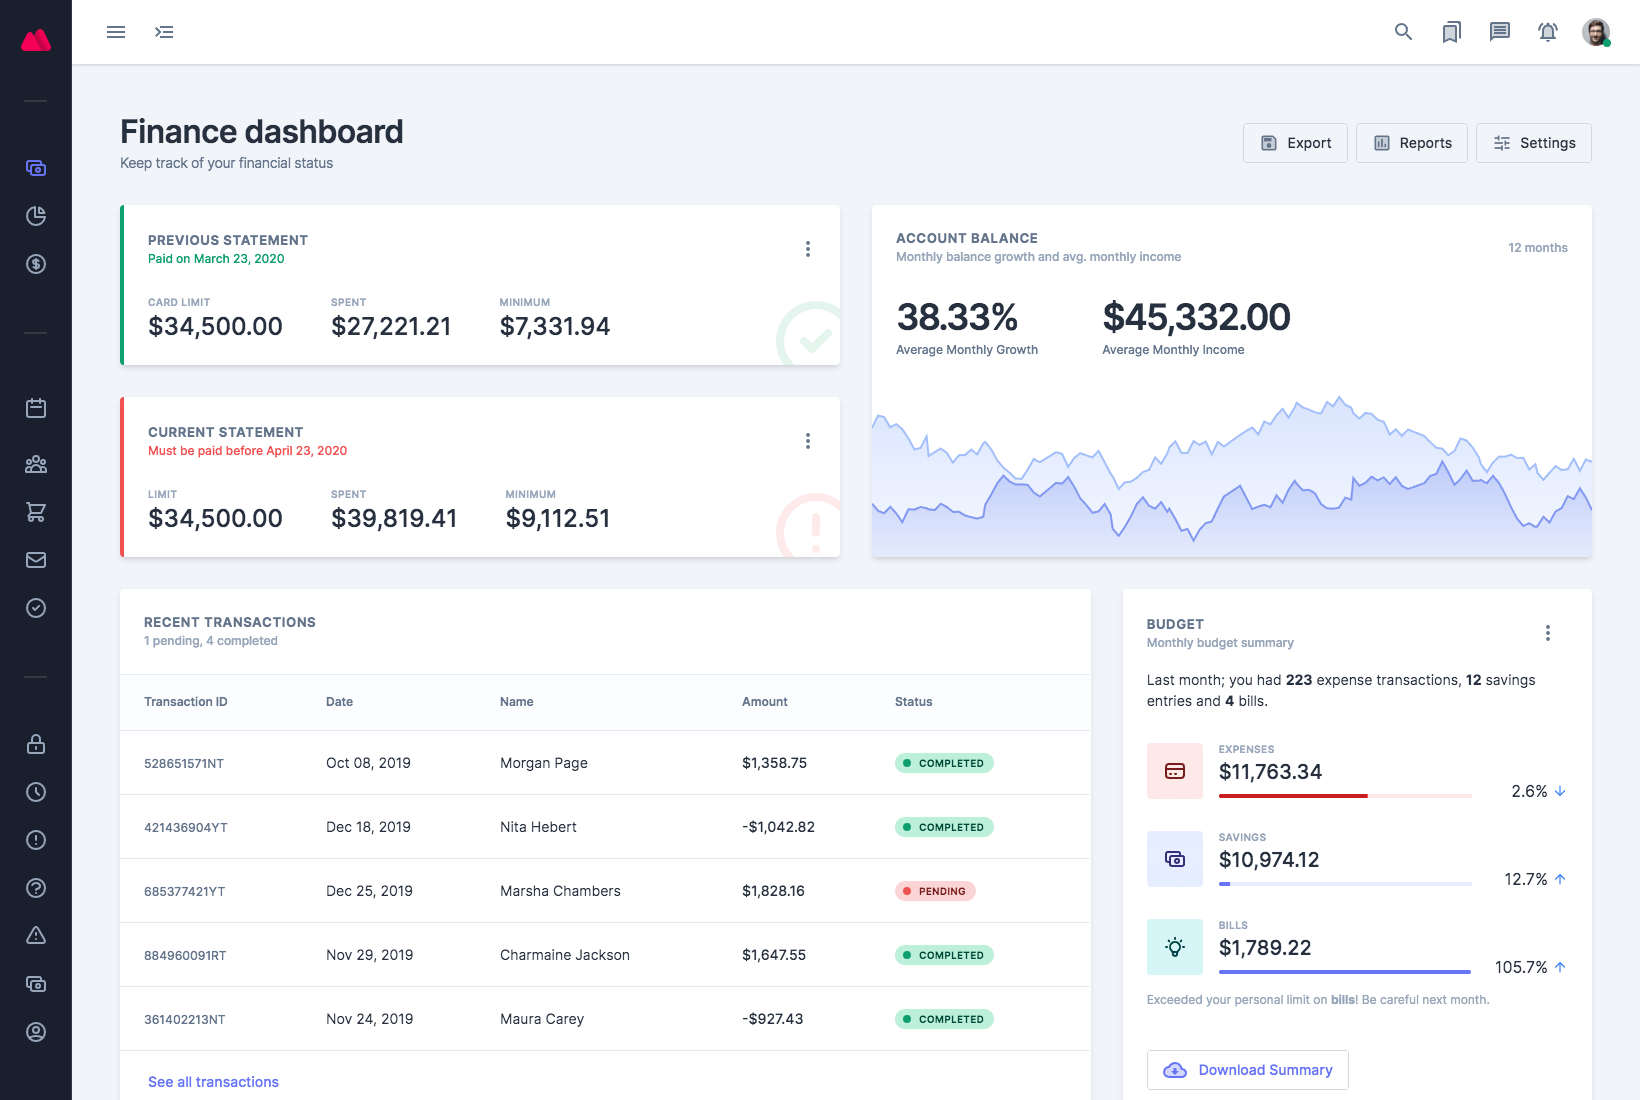 Finance dashboard
Keep track of your financial status
Export
Reports
Settings
PREVIOUS STATEMENT
Paid on March 23, 2020
CARD LIMIT
SPENT
MINIMUM
$34,500.00
$27,221.21
$7,331.94
CURRENT STATEMENT
Must be paid before April 23, 2020
LIMIT
SPENT
MINIMUM
$34,500.00
$39,819.41
$9,112.51
ACCOUNT BALANCE
Monthly balance growth and avg. monthly income
12 months
38.33%
$45,332.00
Average Monthly Growth
Average Monthly Income
RECENT TRANSACTIONS
1 pending, 4 completed
Transaction ID Date Name Amount Status
528651571NT Oct 08, 2019 Morgan Page $1,358.75 COMPLETED
421436904YT Dec 18, 2019 Nita Hebert -$1,042.82 COMPLETED
685377421YT Dec 25, 2019 Marsha Chambers $1,828.16 PENDING
884960091RT Nov 29, 2019 Charmaine Jackson $1,647.55 COMPLETED
361402213NT Nov 24, 2019 Maura Carey -$927.43 COMPLETED
See all transactions
BUDGET
Monthly budget summary
Last month; you had 223 expense transactions, 12 savings
entries and 4 bills.
EXPENSES
$11,763.34
2.6%
SAVINGS
$10,974.12
12.7%
BILLS
$1,789.22
105.7%
Exceeded your personal limit on bills! Be careful next month.
Download Summary